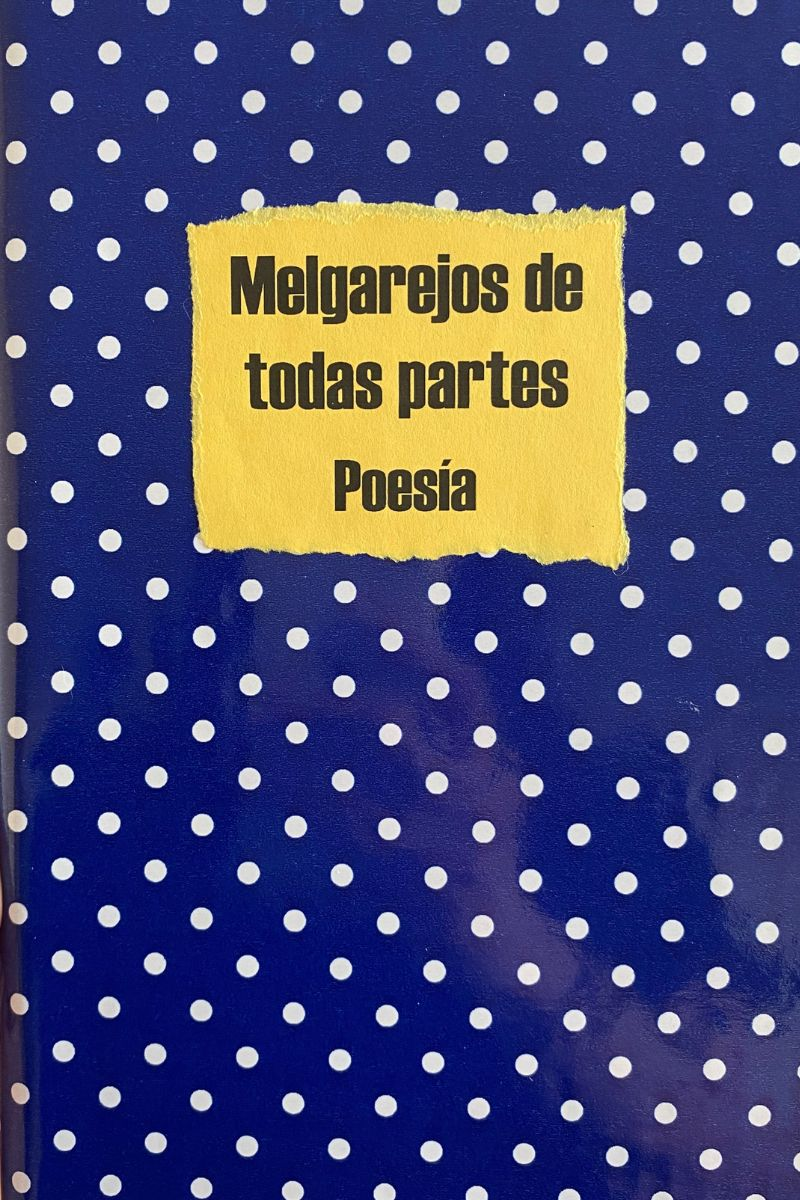 Melgarejos de
todas partes
Poesía